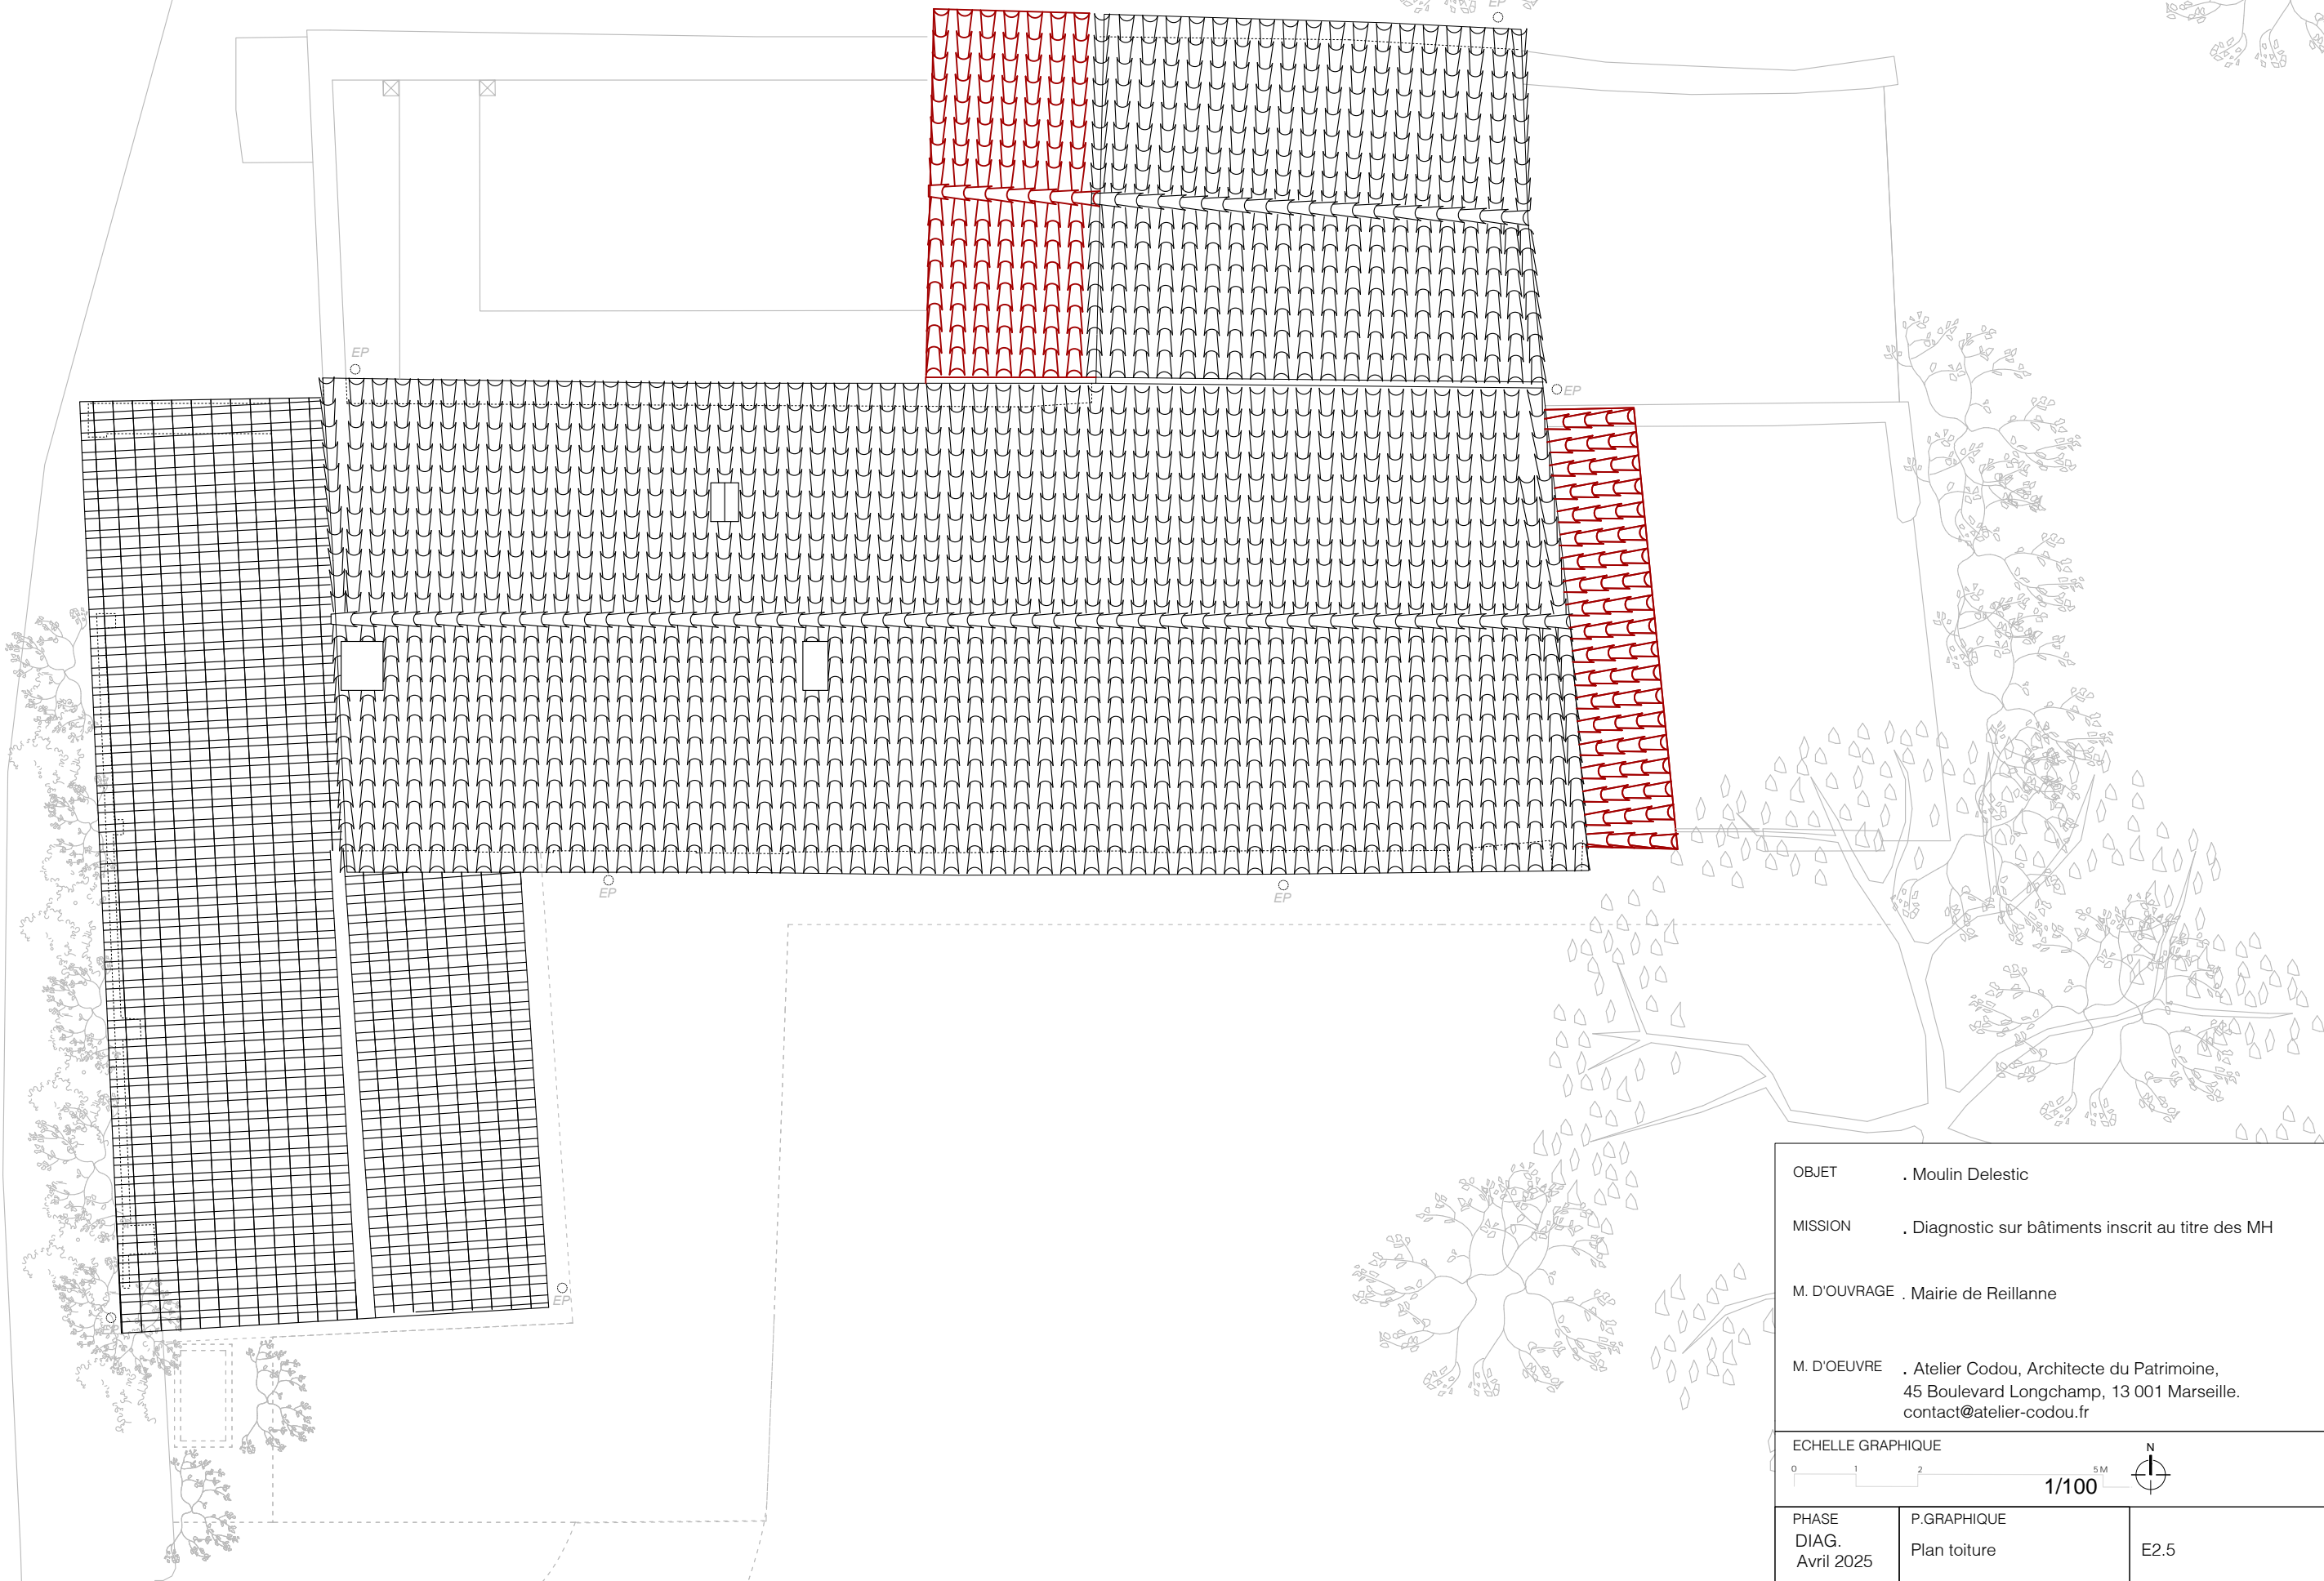 EP
EP
EP
EP
EP
EP
OBJET . Moulin Delestic
MISSION . Diagnostic sur bâtiments inscrit au titre des MH
M. D'OUVRAGE . Mairie de Reillanne
M. D'OEUVRE . Atelier Codou, Architecte du Patrimoine,
45 Boulevard Longchamp, 13 001 Marseille.
contact@atelier-codou.fr
ECHELLE GRAPHIQUE
N
0 1 2 5 M
1/100
PHASE
DIAG.
Avril 2025
P.GRAPHIQUE
Plan toiture
E2.5